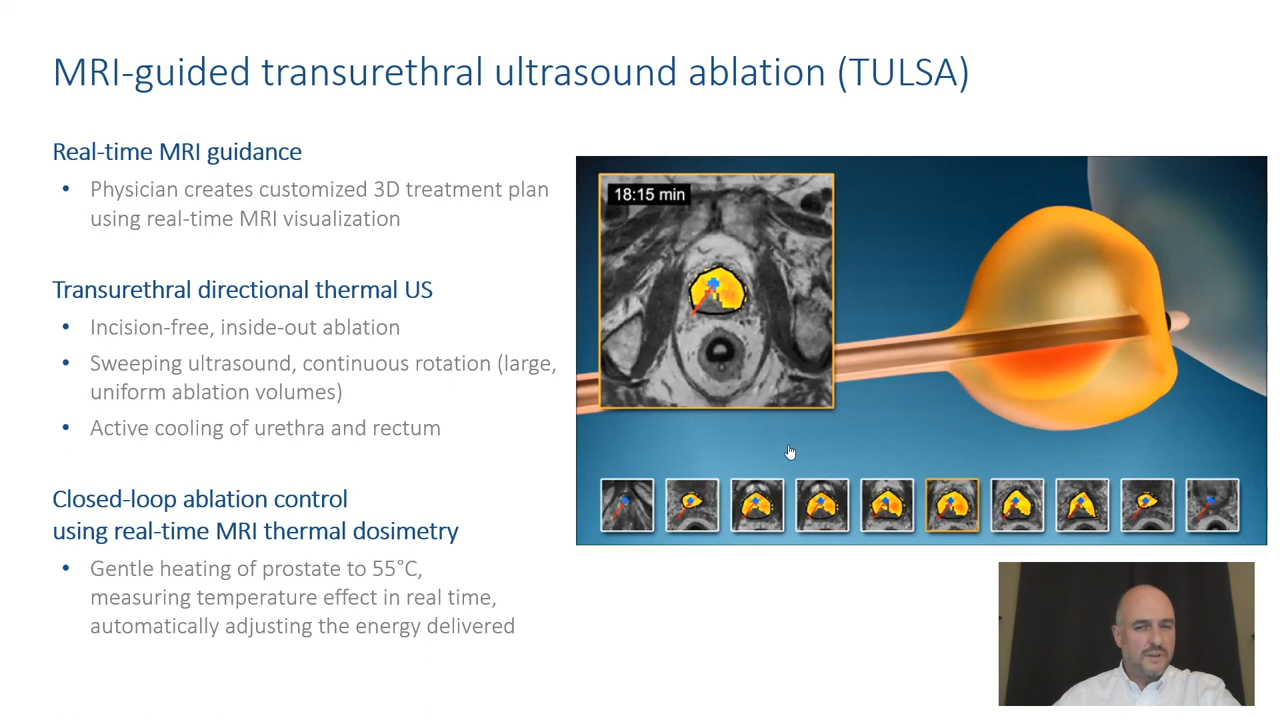 MRI-guided transurethral ultrasound ablation (TULSA)
Real-time MRI guidance
• Physician creates customized 3D treatment plan
using real-time MRI visualization
Transurethral directional thermal US
• Incision-free, inside-out ablation
• Sweeping ultrasound, continuous rotation (large,
uniform ablation volumes)
• Active cooling of urethra and rectum
Closed-loop ablation control
using real-time MRI thermal dosimetry
• Gentle heating of prostate to 55°C,
measuring temperature effect in real time,
automatically adjusting the energy delivered
18:15 min